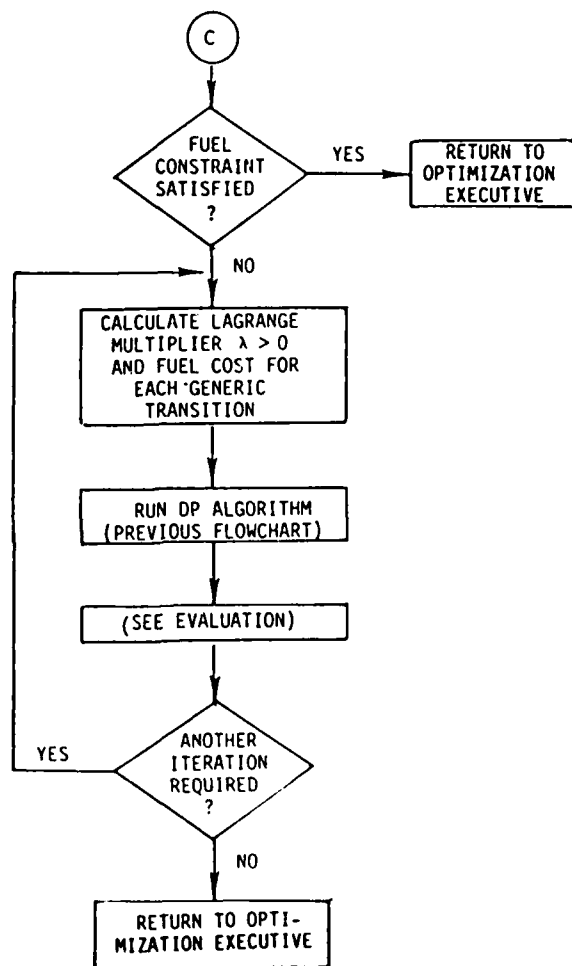 C
FUEL
CONSTRAINT
SATISFIED
?
YES
RETURN TO
OPTIMIZATION
EXECUTIVE
NO
CALCULATE LAGRANGE
MULTIPLIER λ > 0
AND FUEL COST FOR
EACH GENERIC
TRANSITION
RUN DP ALGORITHM
(PREVIOUS FLOWCHART)
(SEE EVALUATION)
YES
ANOTHER
ITERATION
REQUIRED
?
NO
RETURN TO OPTI-
MIZATION EXECUTIVE